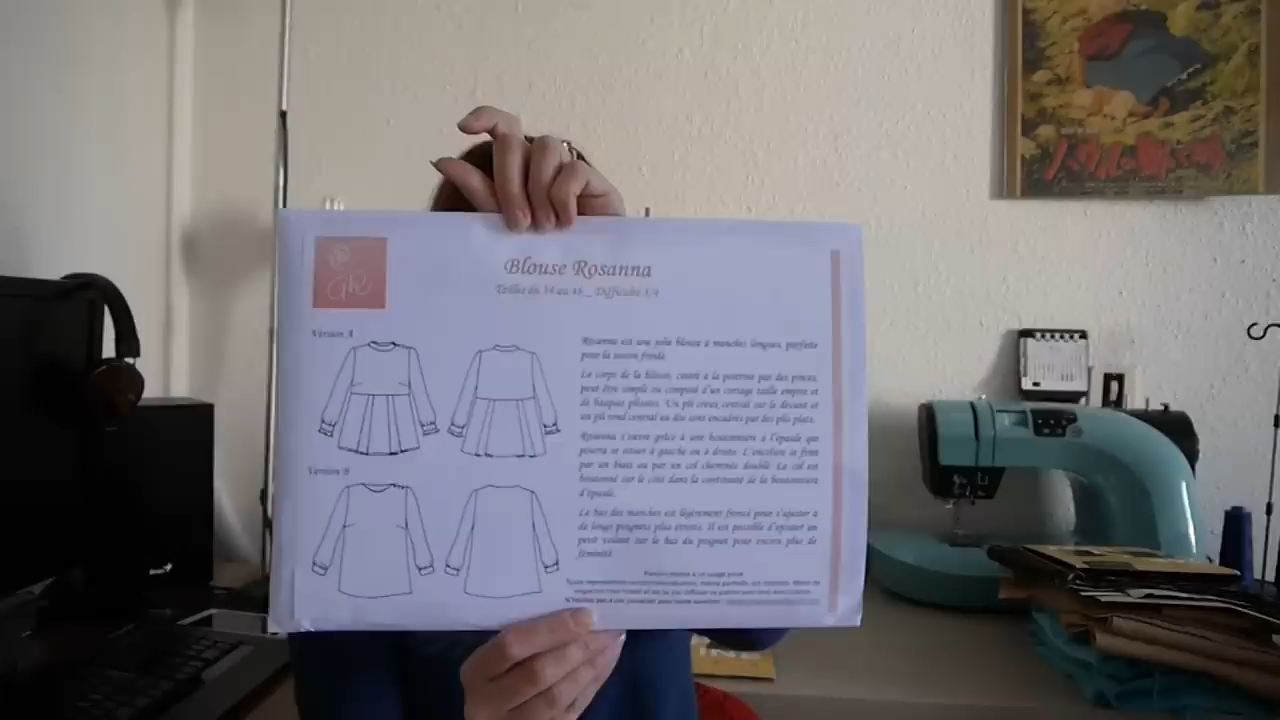 GR
Blouse Rosanna
Tailles du 34 au 46_ Difficulté 3/4
Version A
Version B
Rosanna est une jolie blouse à manches longues, parfaite
pour la saison froide.
Le corps de la blouse, cintré à la poitrine par des pinces,
peut être simple ou composé d'un corsage taille empire et
de basques plissées. Un pli creux central sur le devant et
un pli rond central au dos sont encadrés par des plis plats.
Rosanna s'ouvre grâce à une boutonnière à l'épaule qui
pourra se situer à gauche ou à droite. L'encolure se finit
par un biais ou par un col cheminée doublé. Le col est
boutonné sur le côté dans la continuité de la boutonnière
d'épaule.
Le bas des manches est légèrement froncé pour s'ajuster à
de longs poignets plus étroits. Il est possible d'ajouter un
petit volant sur le bas du poignet pour encore plus de
féminité.